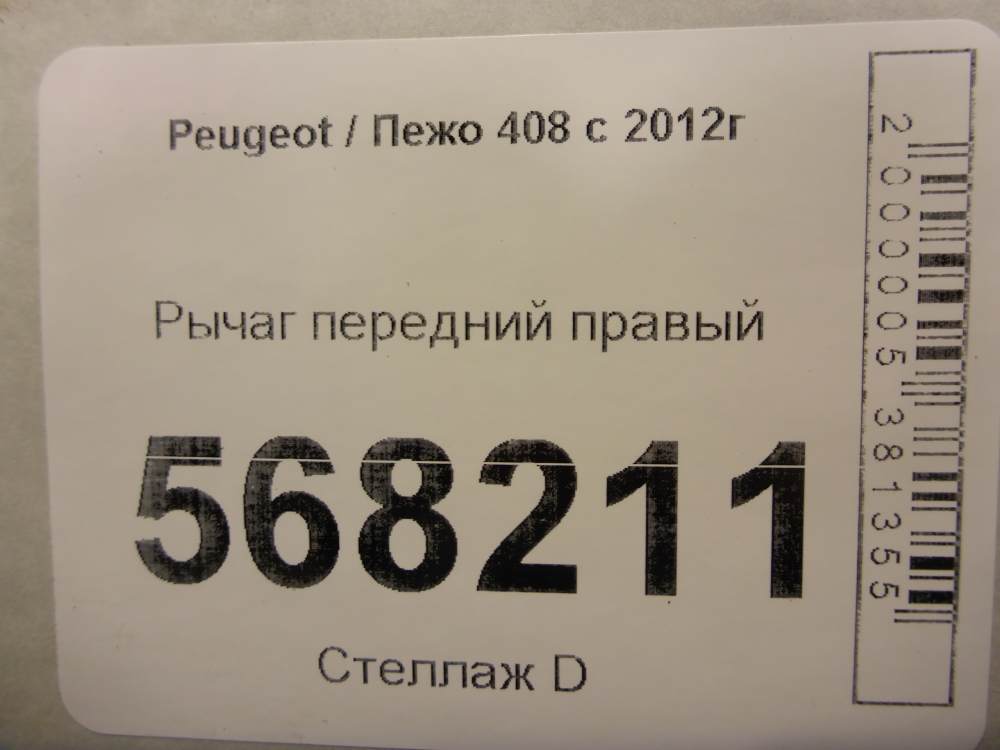 Peugeot / Пежо 408 с 2012г
Рычаг передний правый
568211
Стеллаж D
2000005381355